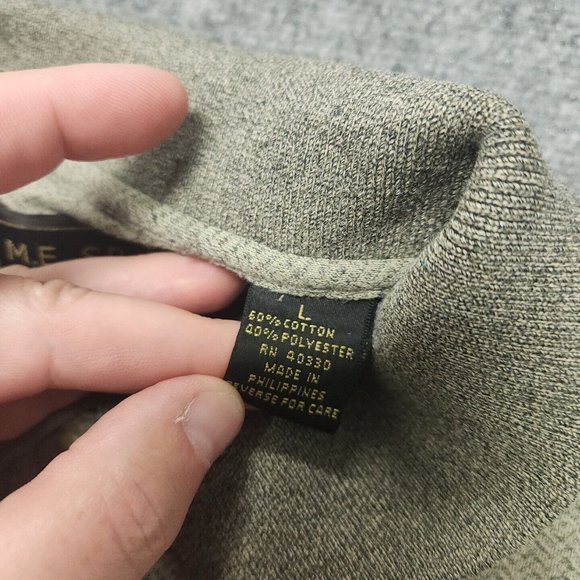 M.E.
L
60% COTTON
40% POLYESTER
RN 40330
MADE IN
PHILIPPINES
REVERSE FOR CARE